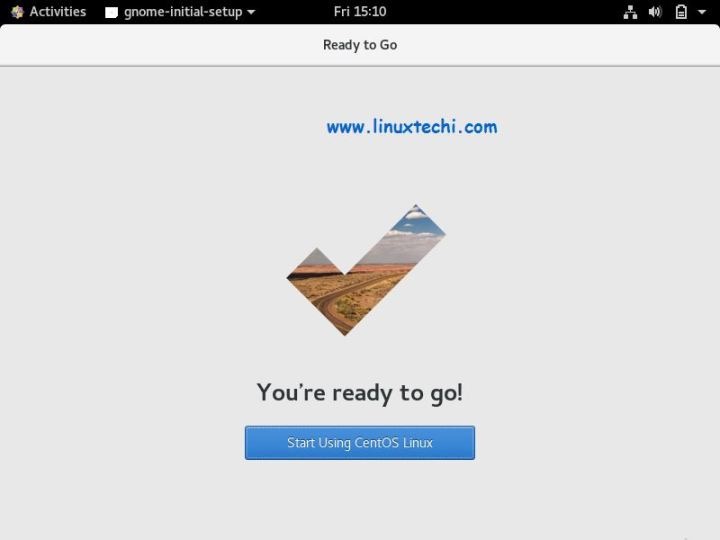 Activities gnome-initial-setup Fri 15:10
Ready to Go
www.linuxtechi.com
You're ready to go!
Start Using CentOS Linux